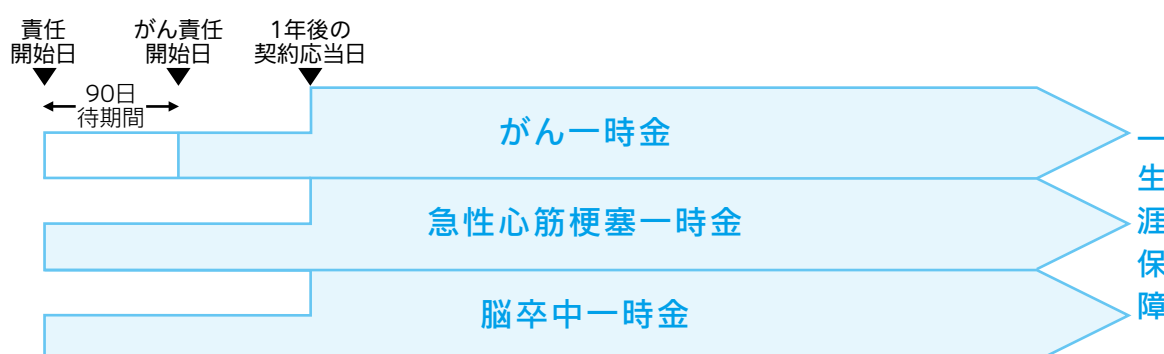 責任
開始日
がん責任
開始日
1年後の
契約応当日
90日
待期間
がん一時金
急性心筋梗塞一時金
脳卒中一時金
一生涯保障